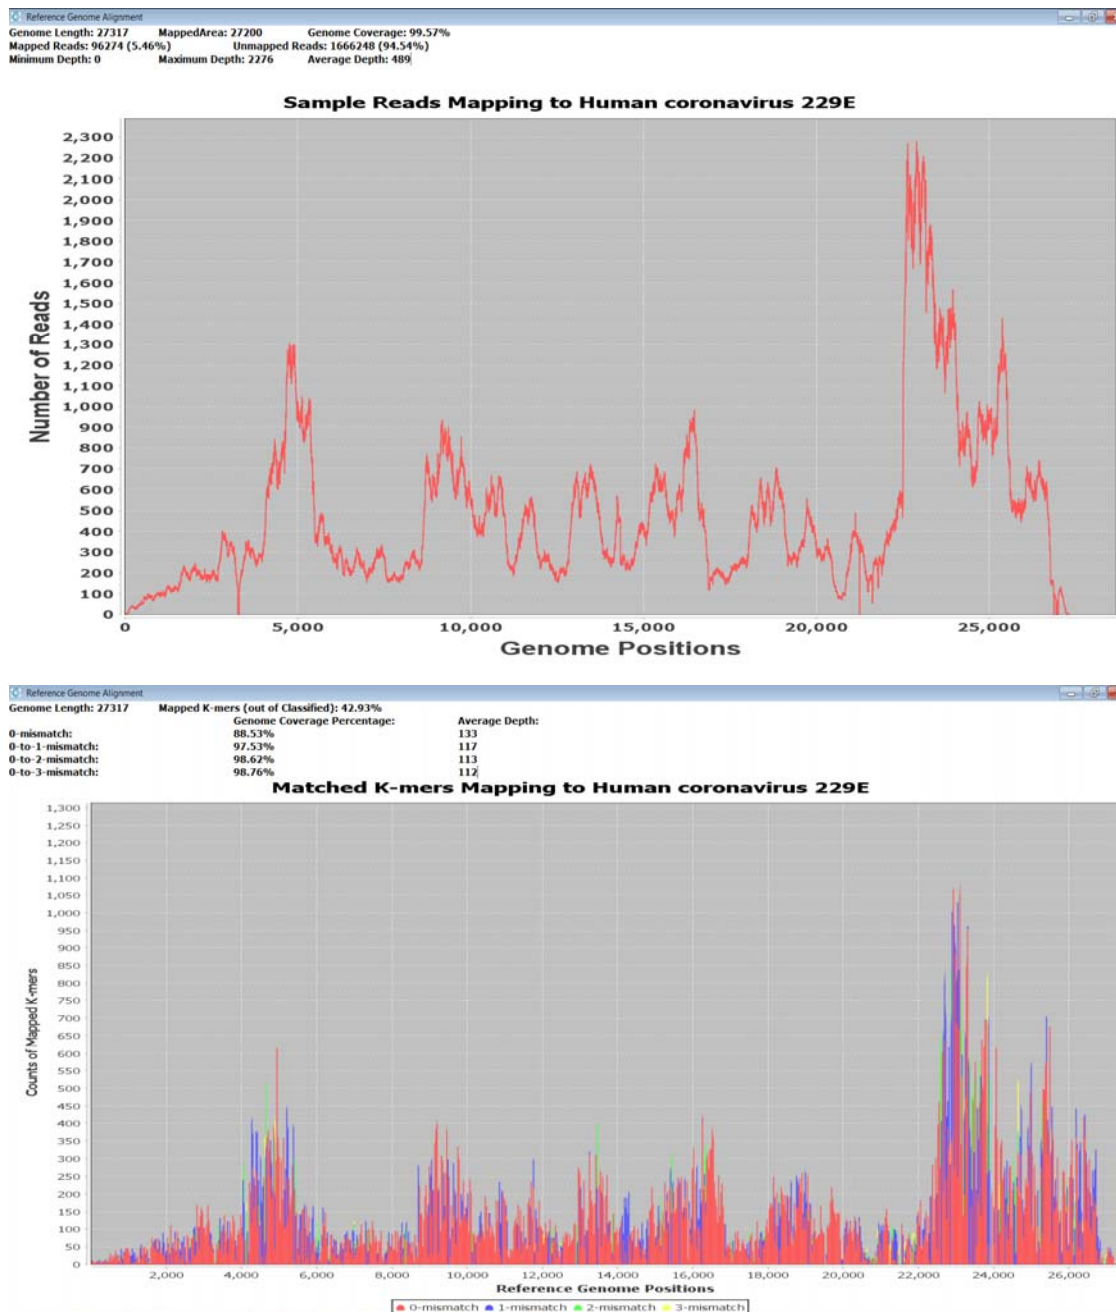 Reference Genome Alignment
Genome Length: 27317 MappedArea: 27200 Genome Coverage: 99.57%
Mapped Reads: 96274 (5.46%) Unmapped Reads: 1666248 (94.54%)
Minimum Depth: 0 Maximum Depth: 2276 Average Depth: 489
Sample Reads Mapping to Human coronavirus 229E
Number of Reads
2,300
2,200
2,100
2,000
1,900
1,800
1,700
1,600
1,500
1,400
1,300
1,200
1,100
1,000
900
800
700
600
500
400
300
200
100
0
0 5,000 10,000 15,000 20,000 25,000
Genome Positions
Reference Genome Alignment
Genome Length: 27317 Mapped K-mers (out of Classified): 42.93%
Genome Coverage Percentage: Average Depth:
0-mismatch: 88.53% 133
0-to-1-mismatch: 97.53% 117
0-to-2-mismatch: 98.62% 113
0-to-3-mismatch: 98.76% 112
Matched K-mers Mapping to Human coronavirus 229E
Counts of Mapped K-mers
1,300
1,250
1,200
1,150
1,100
1,050
1,000
950
900
850
800
750
700
650
600
550
500
450
400
350
300
250
200
150
100
50
0
2,000 4,000 6,000 8,000 10,000 12,000 14,000 16,000 18,000 20,000 22,000 24,000 26,000
Reference Genome Positions
0-mismatch 1-mismatch 2-mismatch 3-mismatch